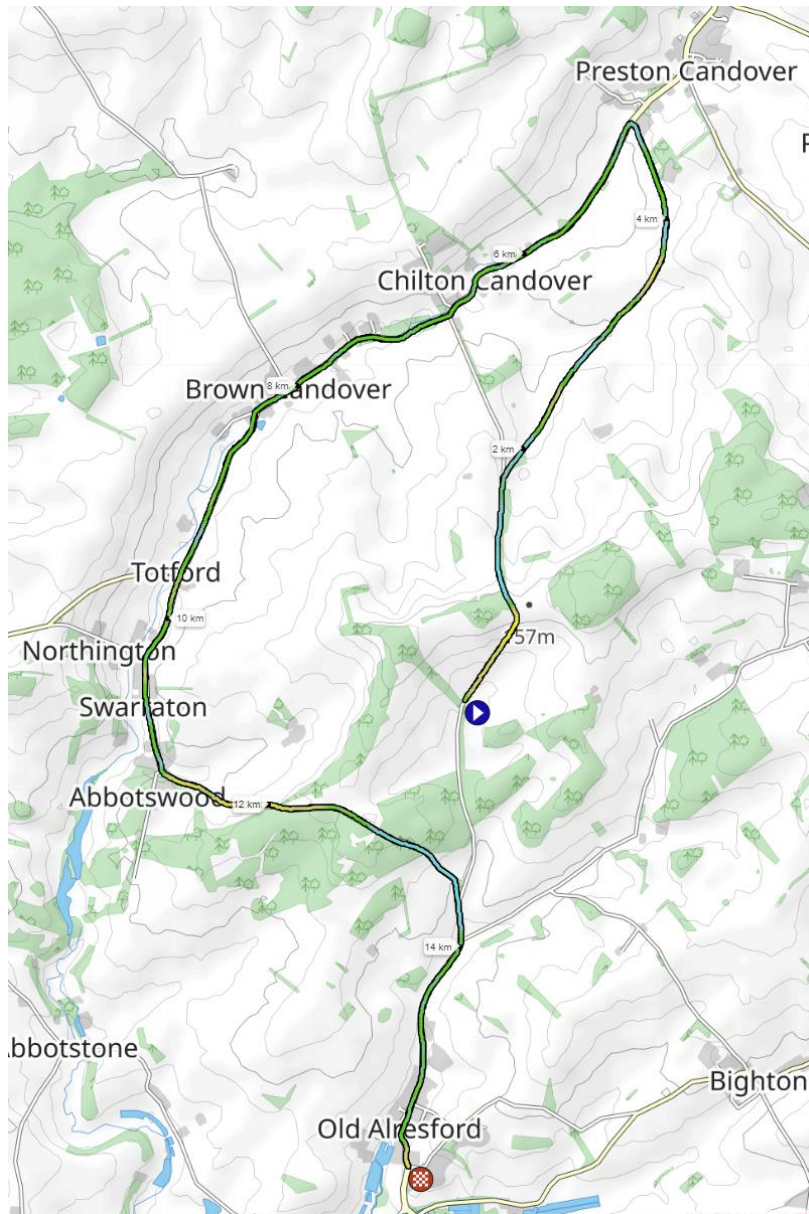 Preston Candover
4 km
6 km
Chilton Candover
8 km
Brown Candover
2 km
Totford
10 km
57m
Northington
Swarraton
Abbotswood
12 km
14 km
bbotstone
Bighton
Old Alresford